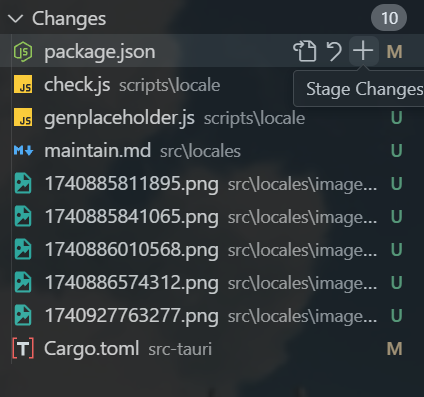 Changes 10
package.json M
Stage Changes
JS check.js scripts\locale
JS genplaceholder.js scripts\locale U
M maintain.md src\locales U
1740885811895.png src\locales\image... U
1740885841065.png src\locales\image... U
1740886010568.png src\locales\image... U
1740886574312.png src\locales\image... U
1740927763277.png src\locales\image... U
[T] Cargo.toml src-tauri M